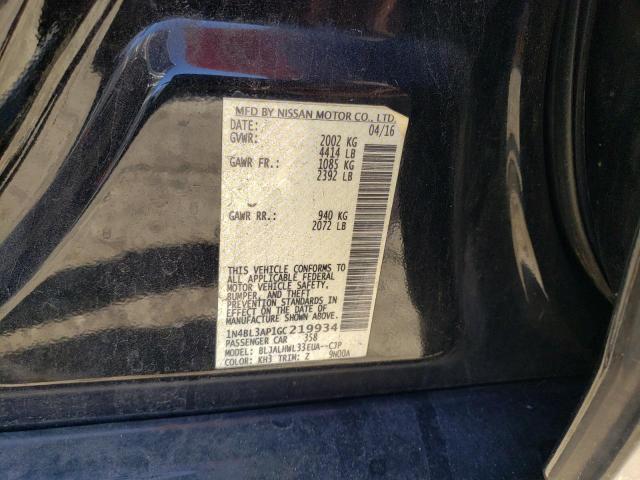 MFD BY NISSAN MOTOR CO., LTD.
DATE: 04/16
GVWR: 2002 KG
4414 LB
GAWR FR.: 1085 KG
2392 LB
GAWR RR.: 940 KG
2072 LB
THIS VEHICLE CONFORMS TO
ALL APPLICABLE FEDERAL
MOTOR VEHICLE SAFETY,
BUMPER, AND THEFT
PREVENTION STANDARDS IN
EFFECT ON THE DATE OF
MANUFACTURE SHOWN ABOVE.
1N4BL3AP1GC219934
PASSENGER CAR 358
MODEL: BLJALHWL33EUA--CJP
COLOR: KH3 TRIM: Z 9N00A